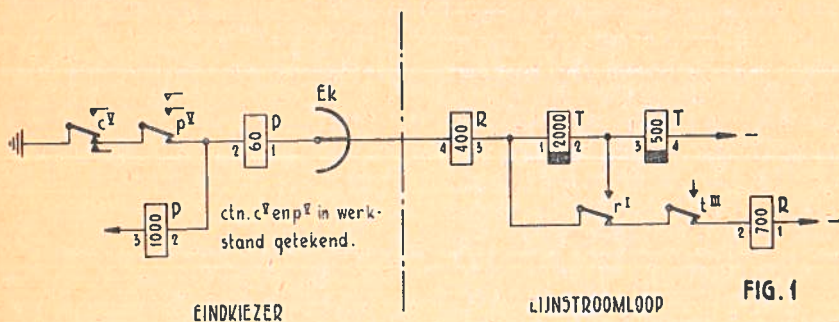 Ek
c^V p^V
2 60 1 P
4 400 3 R
1 2000 2 T
3 500 4 T
-
3 1000 2 P
ctn. c^V en p^V in werk-
stand getekend.
r^I t^III
2 700 1 R
-
EINDKIEZER
LIJNSTROOMLOOP
FIG. 1